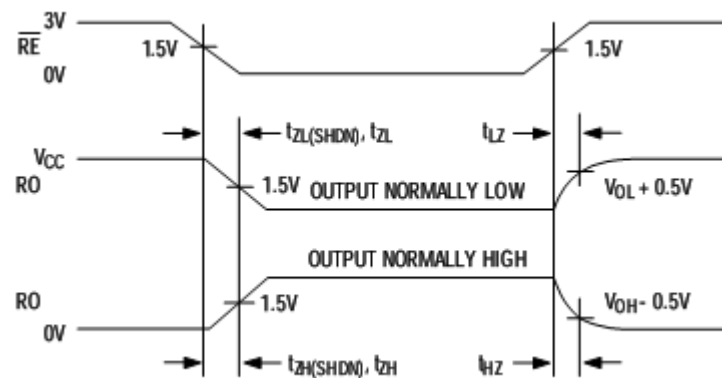 3V
RE
1.5V
1.5V
0V
tZL(SHDN), tZL
tLZ
VCC
RO
1.5V
OUTPUT NORMALLY LOW
VOL + 0.5V
OUTPUT NORMALLY HIGH
RO
1.5V
VOH - 0.5V
0V
tZH(SHDN), tZH
tHZ